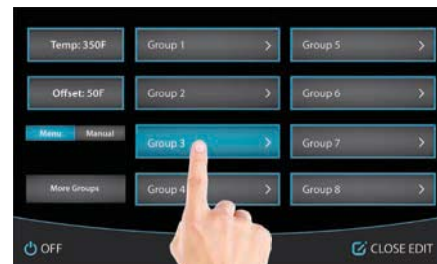 Temp: 350F
Group 1
Group 5
Offset: 50F
Group 2
Group 6
Menu
Manual
Group 3
Group 7
More Groups
Group 4
Group 8
OFF
CLOSE EDIT